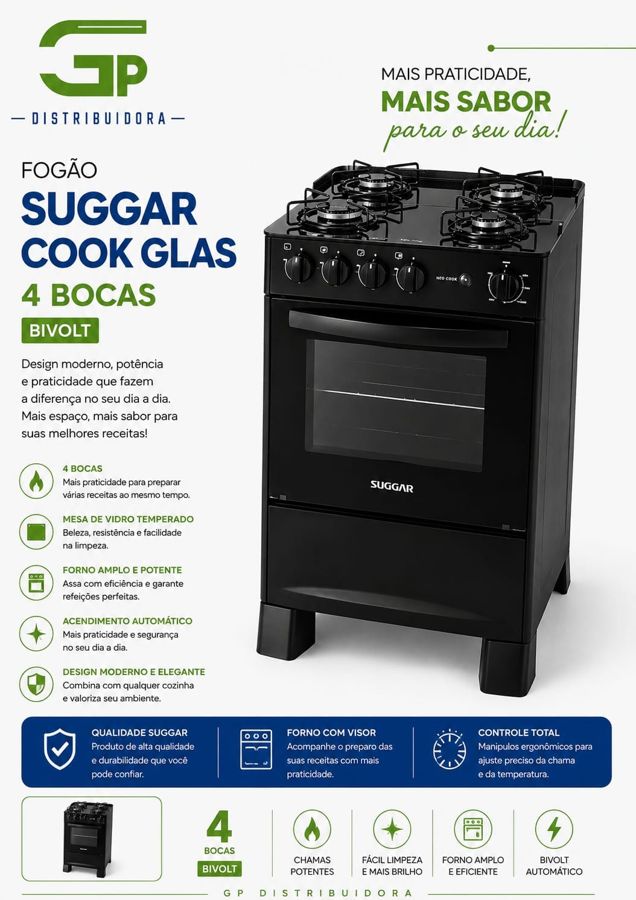 GP
DISTRIBUIDORA
MAIS PRATICIDADE,
MAIS SABOR
para o seu dia!
FOGÃO
SUGGAR
COOK GLAS
4 BOCAS
BIVOLT
Design moderno, potência
e praticidade que fazem
a diferença no seu dia a dia.
Mais espaço, mais sabor para
suas melhores receitas!
4 BOCAS
Mais praticidade para preparar
várias receitas ao mesmo tempo.
MESA DE VIDRO TEMPERADO
Beleza, resistência e facilidade
na limpeza.
FORNO AMPLO E POTENTE
Assa com eficiência e garante
refeições perfeitas.
ACENDIMENTO AUTOMÁTICO
Mais praticidade e segurança
no seu dia a dia.
DESIGN MODERNO E ELEGANTE
Combina com qualquer cozinha
e valoriza seu ambiente.
NEO COOK
SUGGAR
QUALIDADE SUGGAR
Produto de alta qualidade
e durabilidade que você
pode confiar.
FORNO COM VISOR
Acompanhe o preparo das
suas receitas com mais
praticidade.
CONTROLE TOTAL
Manipulos ergonômicos para
ajuste preciso da chama
e da temperatura.
4
BOCAS
BIVOLT
CHAMAS
POTENTES
FÁCIL LIMPEZA
E MAIS BRILHO
FORNO AMPLO
E EFICIENTE
BIVOLT
AUTOMÁTICO
GP DISTRIBUIDORA